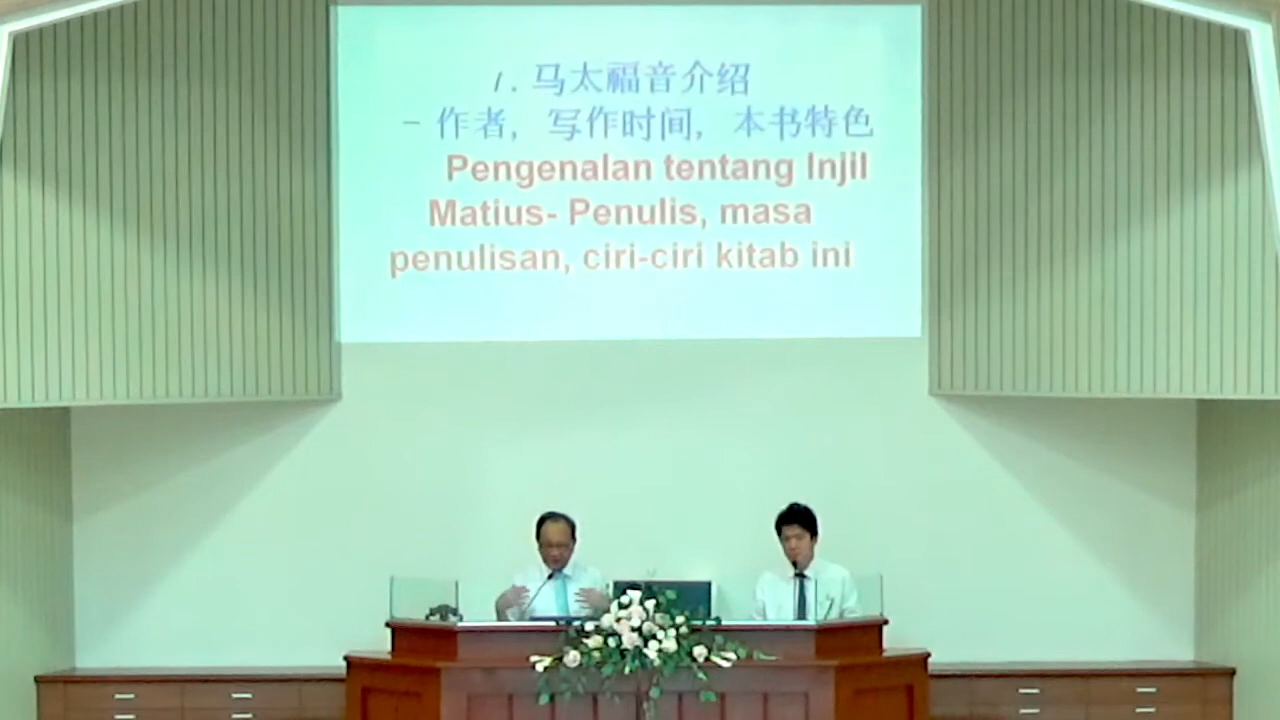 1. 马太福音介绍
- 作者, 写作时间, 本书特色
Pengenalan tentang Injil
Matius- Penulis, masa
penulisan, ciri-ciri kitab ini